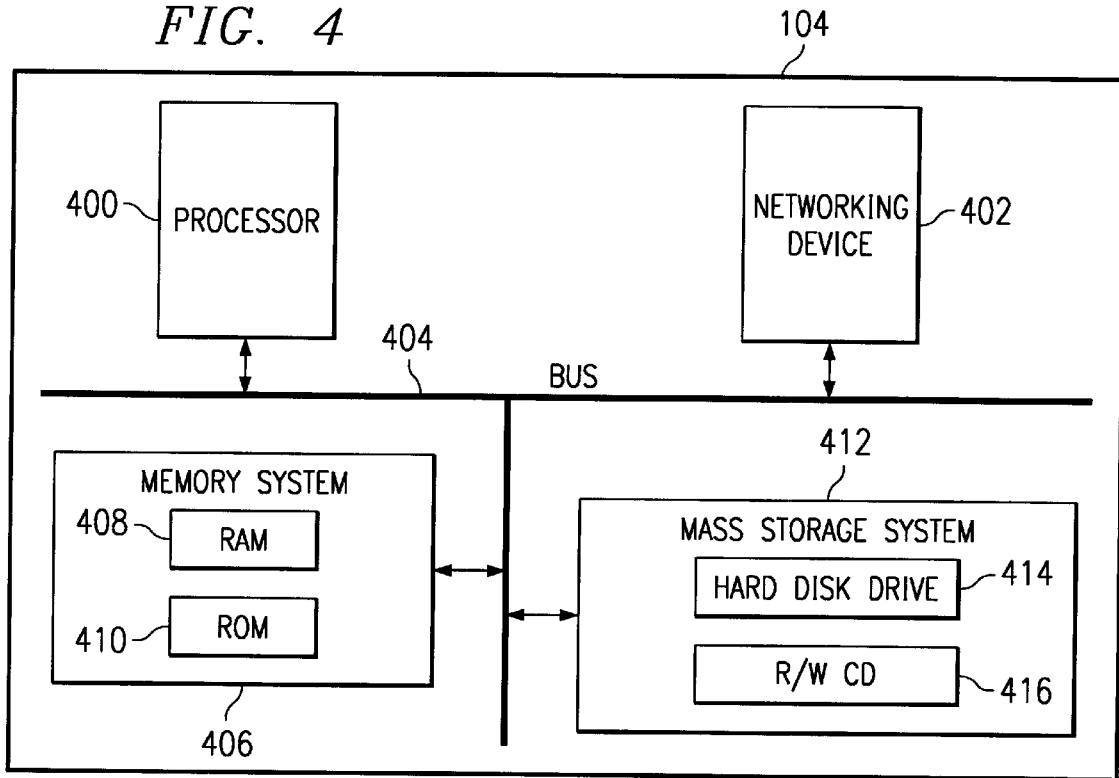 FIG. 4
104
400
PROCESSOR
NETWORKING
DEVICE
402
404
BUS
412
MEMORY SYSTEM
408
RAM
410
ROM
406
MASS STORAGE SYSTEM
HARD DISK DRIVE
414
R/W CD
416